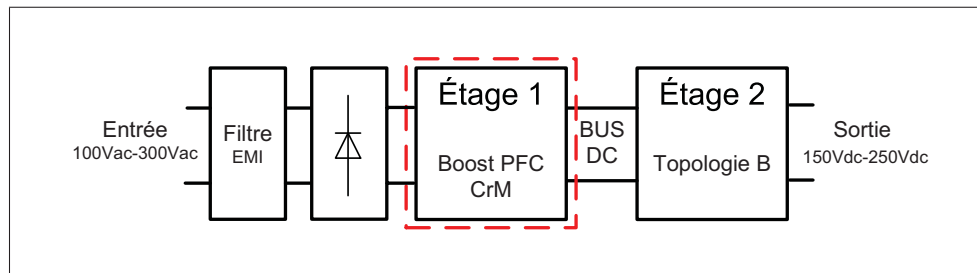 Entrée
100Vac-300Vac
Filtre
EMI
Étage 1
Boost PFC
CrM
BUS
DC
Étage 2
Topologie B
Sortie
150Vdc-250Vdc